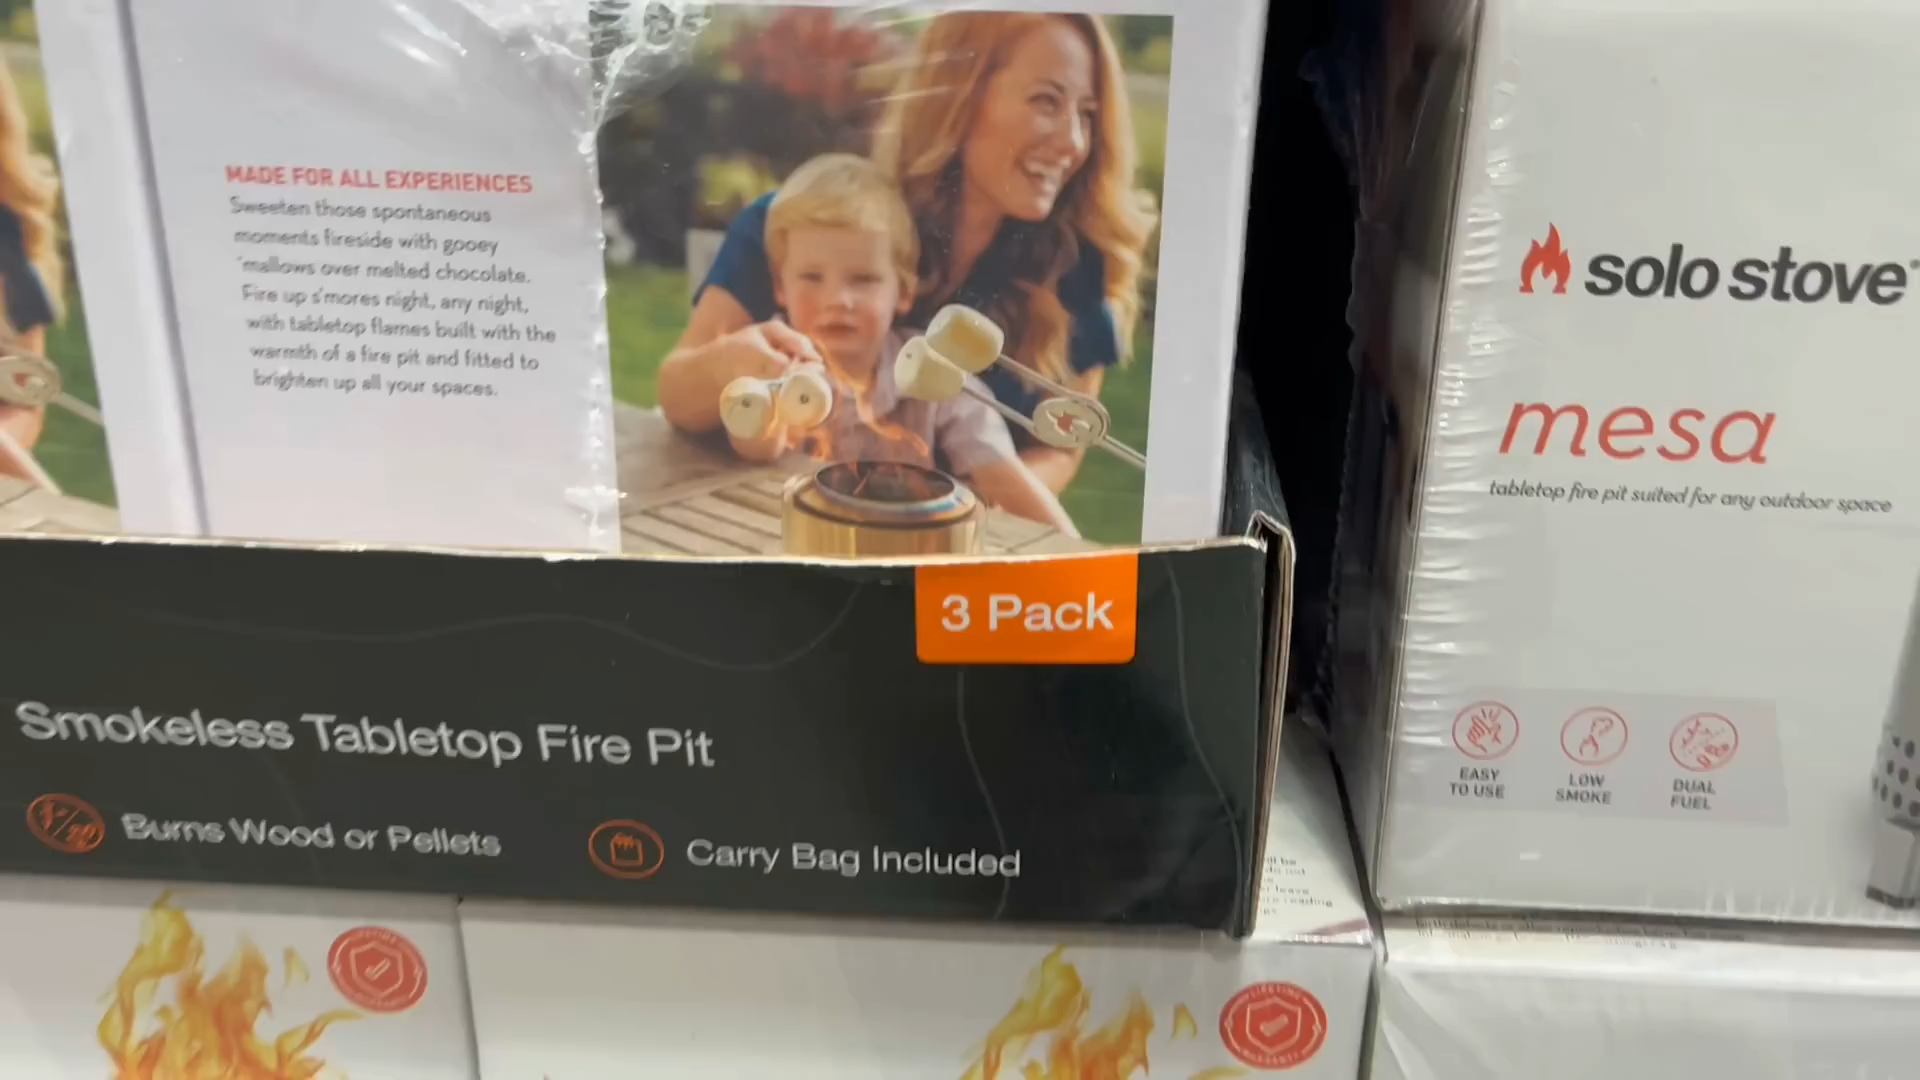 MADE FOR ALL EXPERIENCES
Sweeten those spontaneous
moments fireside with gooey
'mallows over melted chocolate.
Fire up s'mores night, any night,
with tabletop flames built with the
warmth of a fire pit and fitted to
brighten up all your spaces.
3 Pack
Smokeless Tabletop Fire Pit
Burns Wood or Pellets
Carry Bag Included
solo stove
mesa
tabletop fire pit suited for any outdoor space
EASY
TO USE
LOW
SMOKE
DUAL
FUEL
LIFETIME
WARRANTY